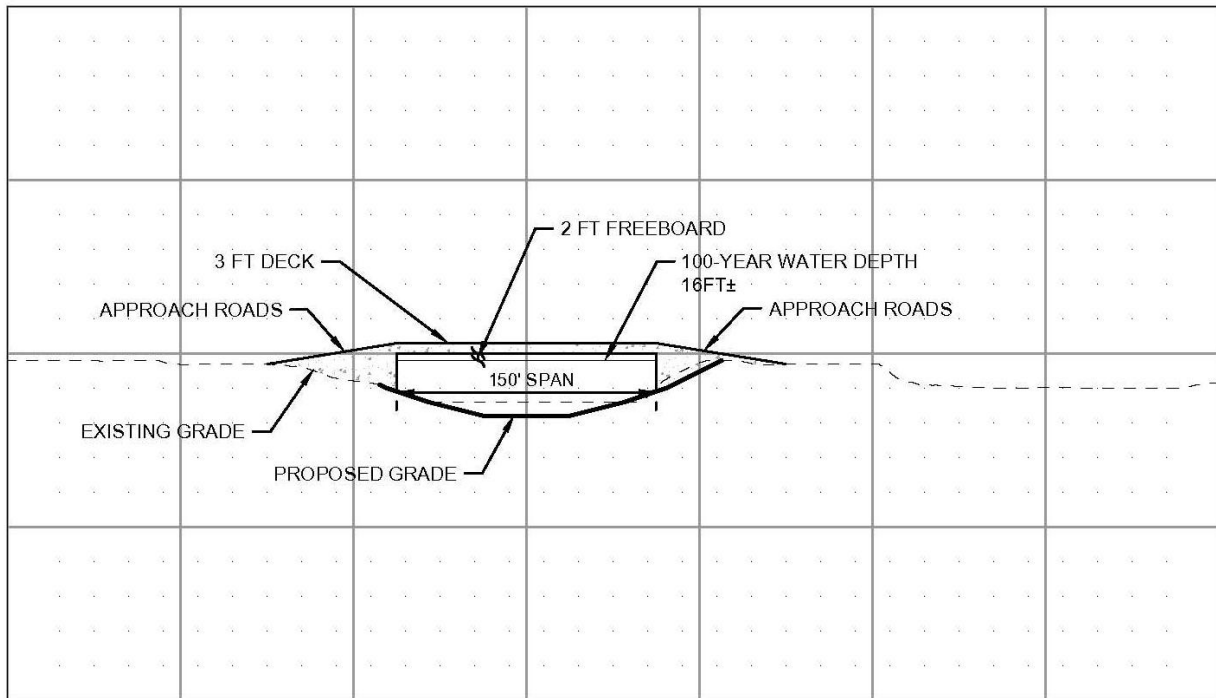 2 FT FREEBOARD
3 FT DECK
100-YEAR WATER DEPTH
16FT±
APPROACH ROADS
APPROACH ROADS
150' SPAN
EXISTING GRADE
PROPOSED GRADE